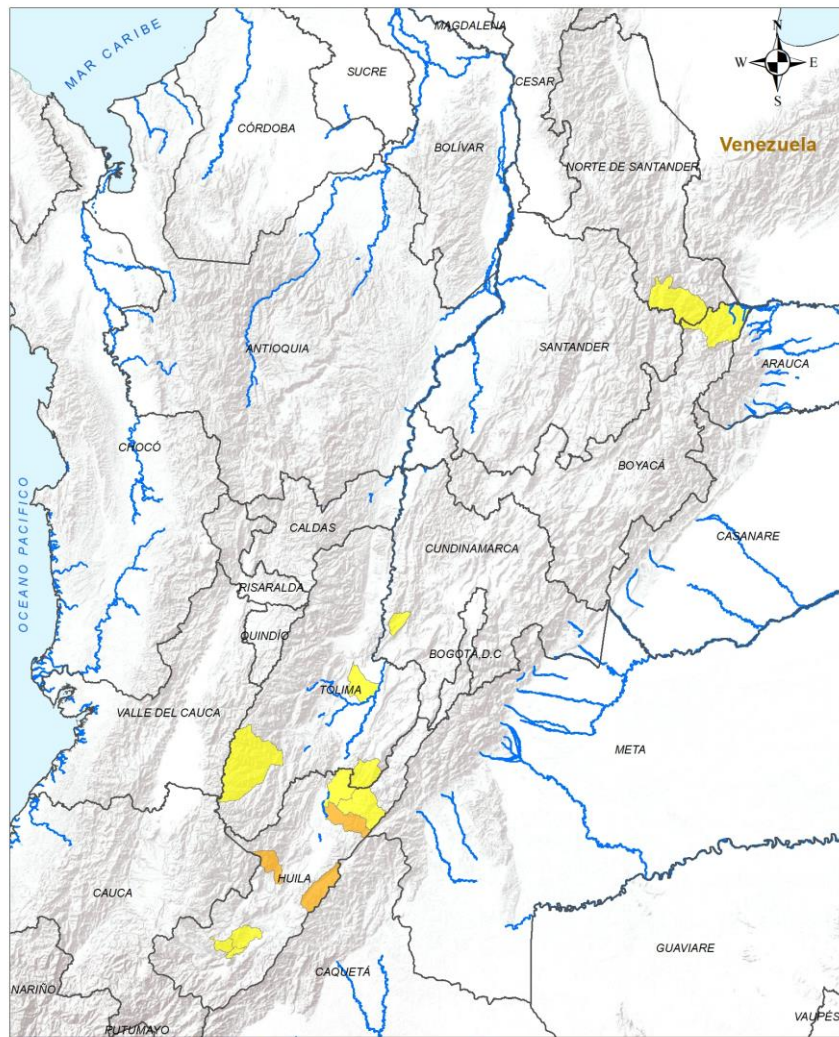 MAGDALENA
N
W E
S
MAR CARIBE
SUCRE
CESAR
CÓRDOBA
BOLÍVAR
Venezuela
NORTE DE SANTANDER
ANTIOQUIA
SANTANDER
ARAUCA
CHOCÓ
BOYACÁ
OCEANO PACIFICO
CALDAS
CUNDINAMARCA
CASANARE
RISARALDA
QUINDÍO
BOGOTÁ, D.C
TOLIMA
VALLE DEL CAUCA
META
HUILA
CAUCA
GUAVIARE
CAQUETÁ
NARIÑO
VAUPÉS
PUTUMAYO